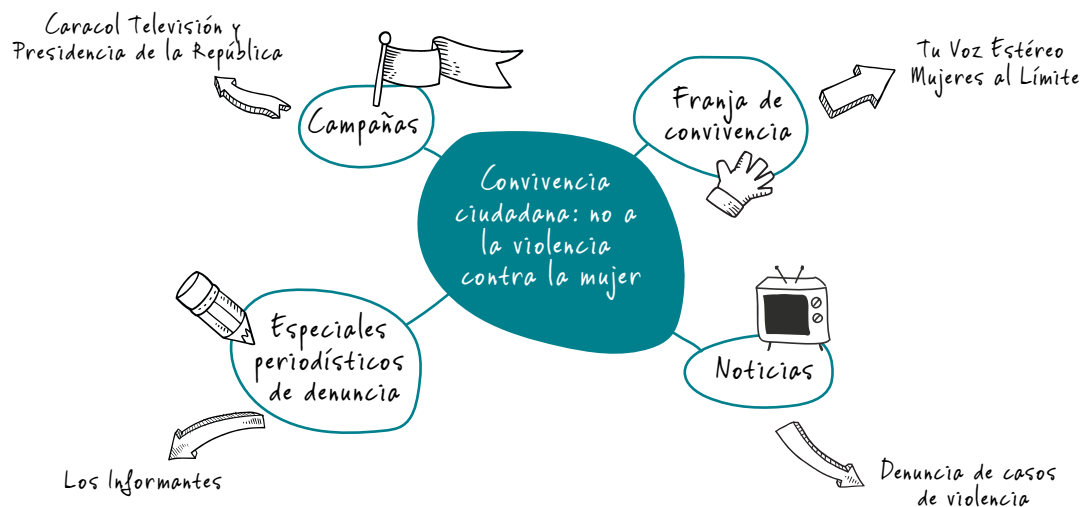 Caracol Televisión y
Presidencia de la República
Campañas
Franja de
convivencia
Tu Voz Estéreo
Mujeres al Límite
Convivencia
ciudadana: no a
la violencia
contra la mujer
Especiales
periodísticos
de denuncia
Los Informantes
Noticias
Denuncia de casos
de violencia